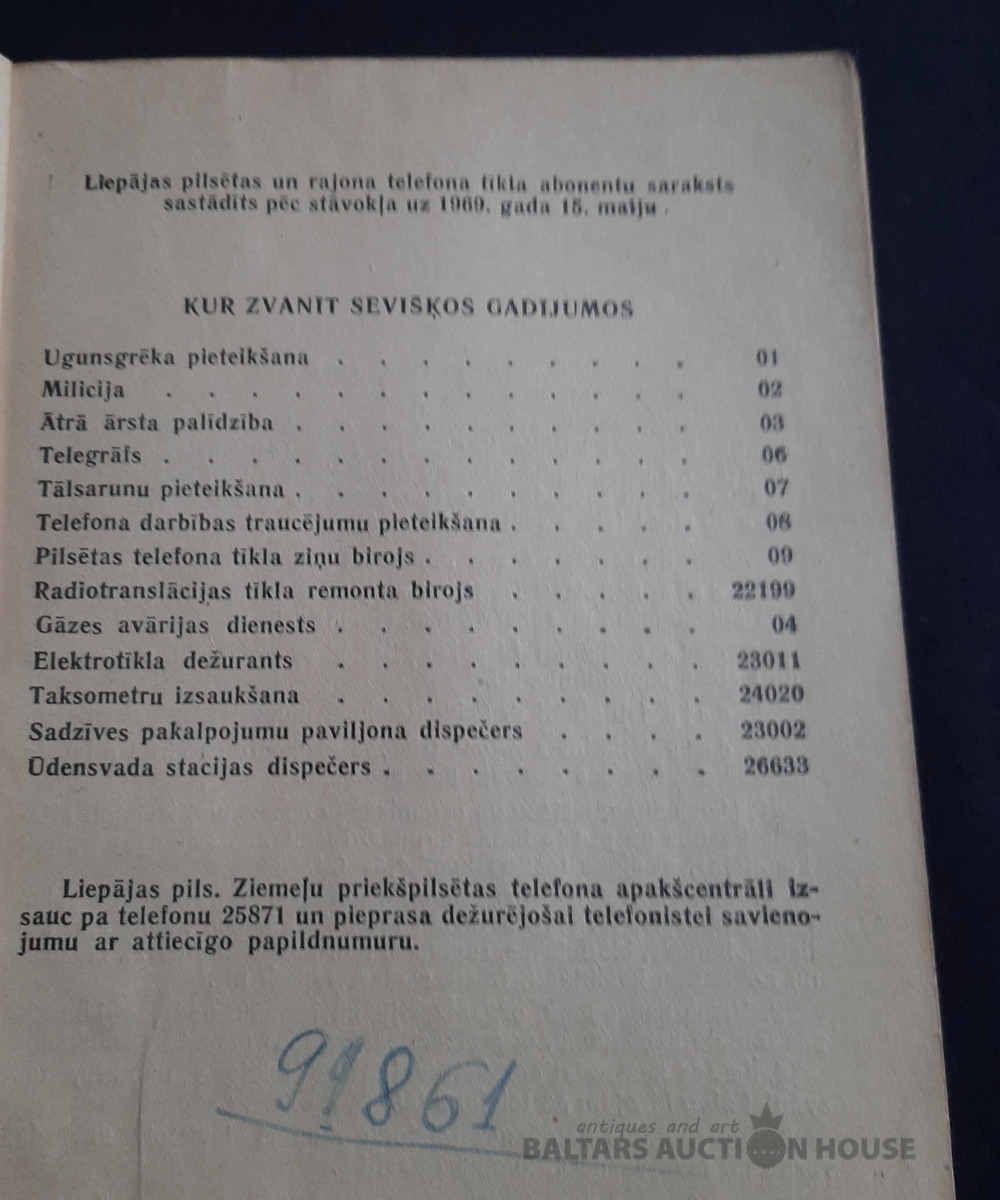 Liepājas pilsētas un rajona telefona tīkla abonentu saraksts
sastādīts pēc stāvokļa uz 1969. gada 15. maiju.
KUR ZVANĪT SEVIŠĶOS GADĪJUMOS
Ugunsgrēka pieteikšana . . . . . . . . . 01
Milicija . . . . . . . . . . . . . 02
Ātrā ārsta palīdzība . . . . . . . . . . 03
Telegrāfs . . . . . . . . . . . . . 06
Tālsarunu pieteikšana . . . . . . . . . . 07
Telefona darbības traucējumu pieteikšana . . . . . 08
Pilsētas telefona tīkla ziņu birojs . . . . . . . 09
Radiotranslācijas tīkla remonta birojs . . . . . 22199
Gāzes avārijas dienests . . . . . . . . . 04
Elektrotīkla dežurants . . . . . . . . . 23011
Taksometru izsaukšana . . . . . . . . . 24020
Sadzīves pakalpojumu paviljona dispečers . . . . 23002
Ūdensvada stacijas dispečers . . . . . . . . 26633
Liepājas pils. Ziemeļu priekšpilsētas telefona apakšcentrāli iz-
sauc pa telefonu 25871 un pieprasa dežurējošai telefonistei savieno-
jumu ar attiecīgo papildnumuru.
99861
antiques and art
BALTARS AUCTION HOUSE